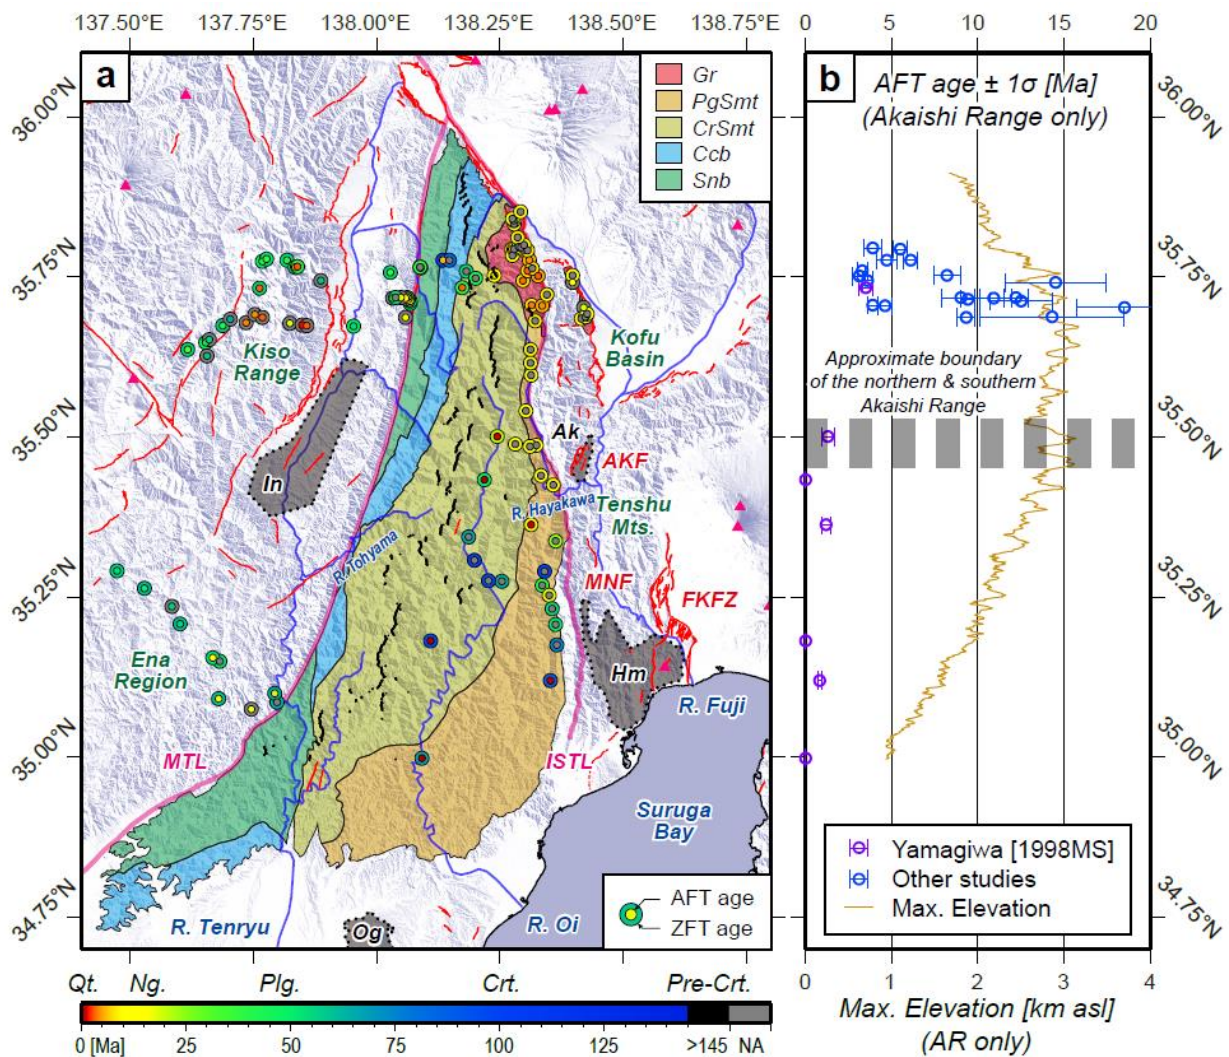 137.50°E 137.75°E 138.00°E 138.25°E 138.50°E 138.75°E
36.00°N
35.75°N
35.50°N
35.25°N
35.00°N
34.75°N
a
Gr
PgSmt
CrSmt
Ccb
Snb
Kiso
Range
Kofu
Basin
In
Ak
AKF
R. Hayakawa
Tenshu
Mts.
R. Tohyama
MNF
FKFZ
Ena
Region
Hm
R. Fuji
MTL
ISTL
Suruga
Bay
R. Tenryu
Og
R. Oi
AFT age
ZFT age
Qt. Ng. Plg. Crt. Pre-Crt.
0 [Ma] 25 50 75 100 125 >145 NA
0 5 10 15 20
b
AFT age ± 1σ [Ma]
(Akaishi Range only)
Approximate boundary
of the northern & southern
Akaishi Range
Yamagiwa [1998MS]
Other studies
Max. Elevation
36.00°N
35.75°N
35.50°N
35.25°N
35.00°N
34.75°N
0 1 2 3 4
Max. Elevation [km asl]
(AR only)